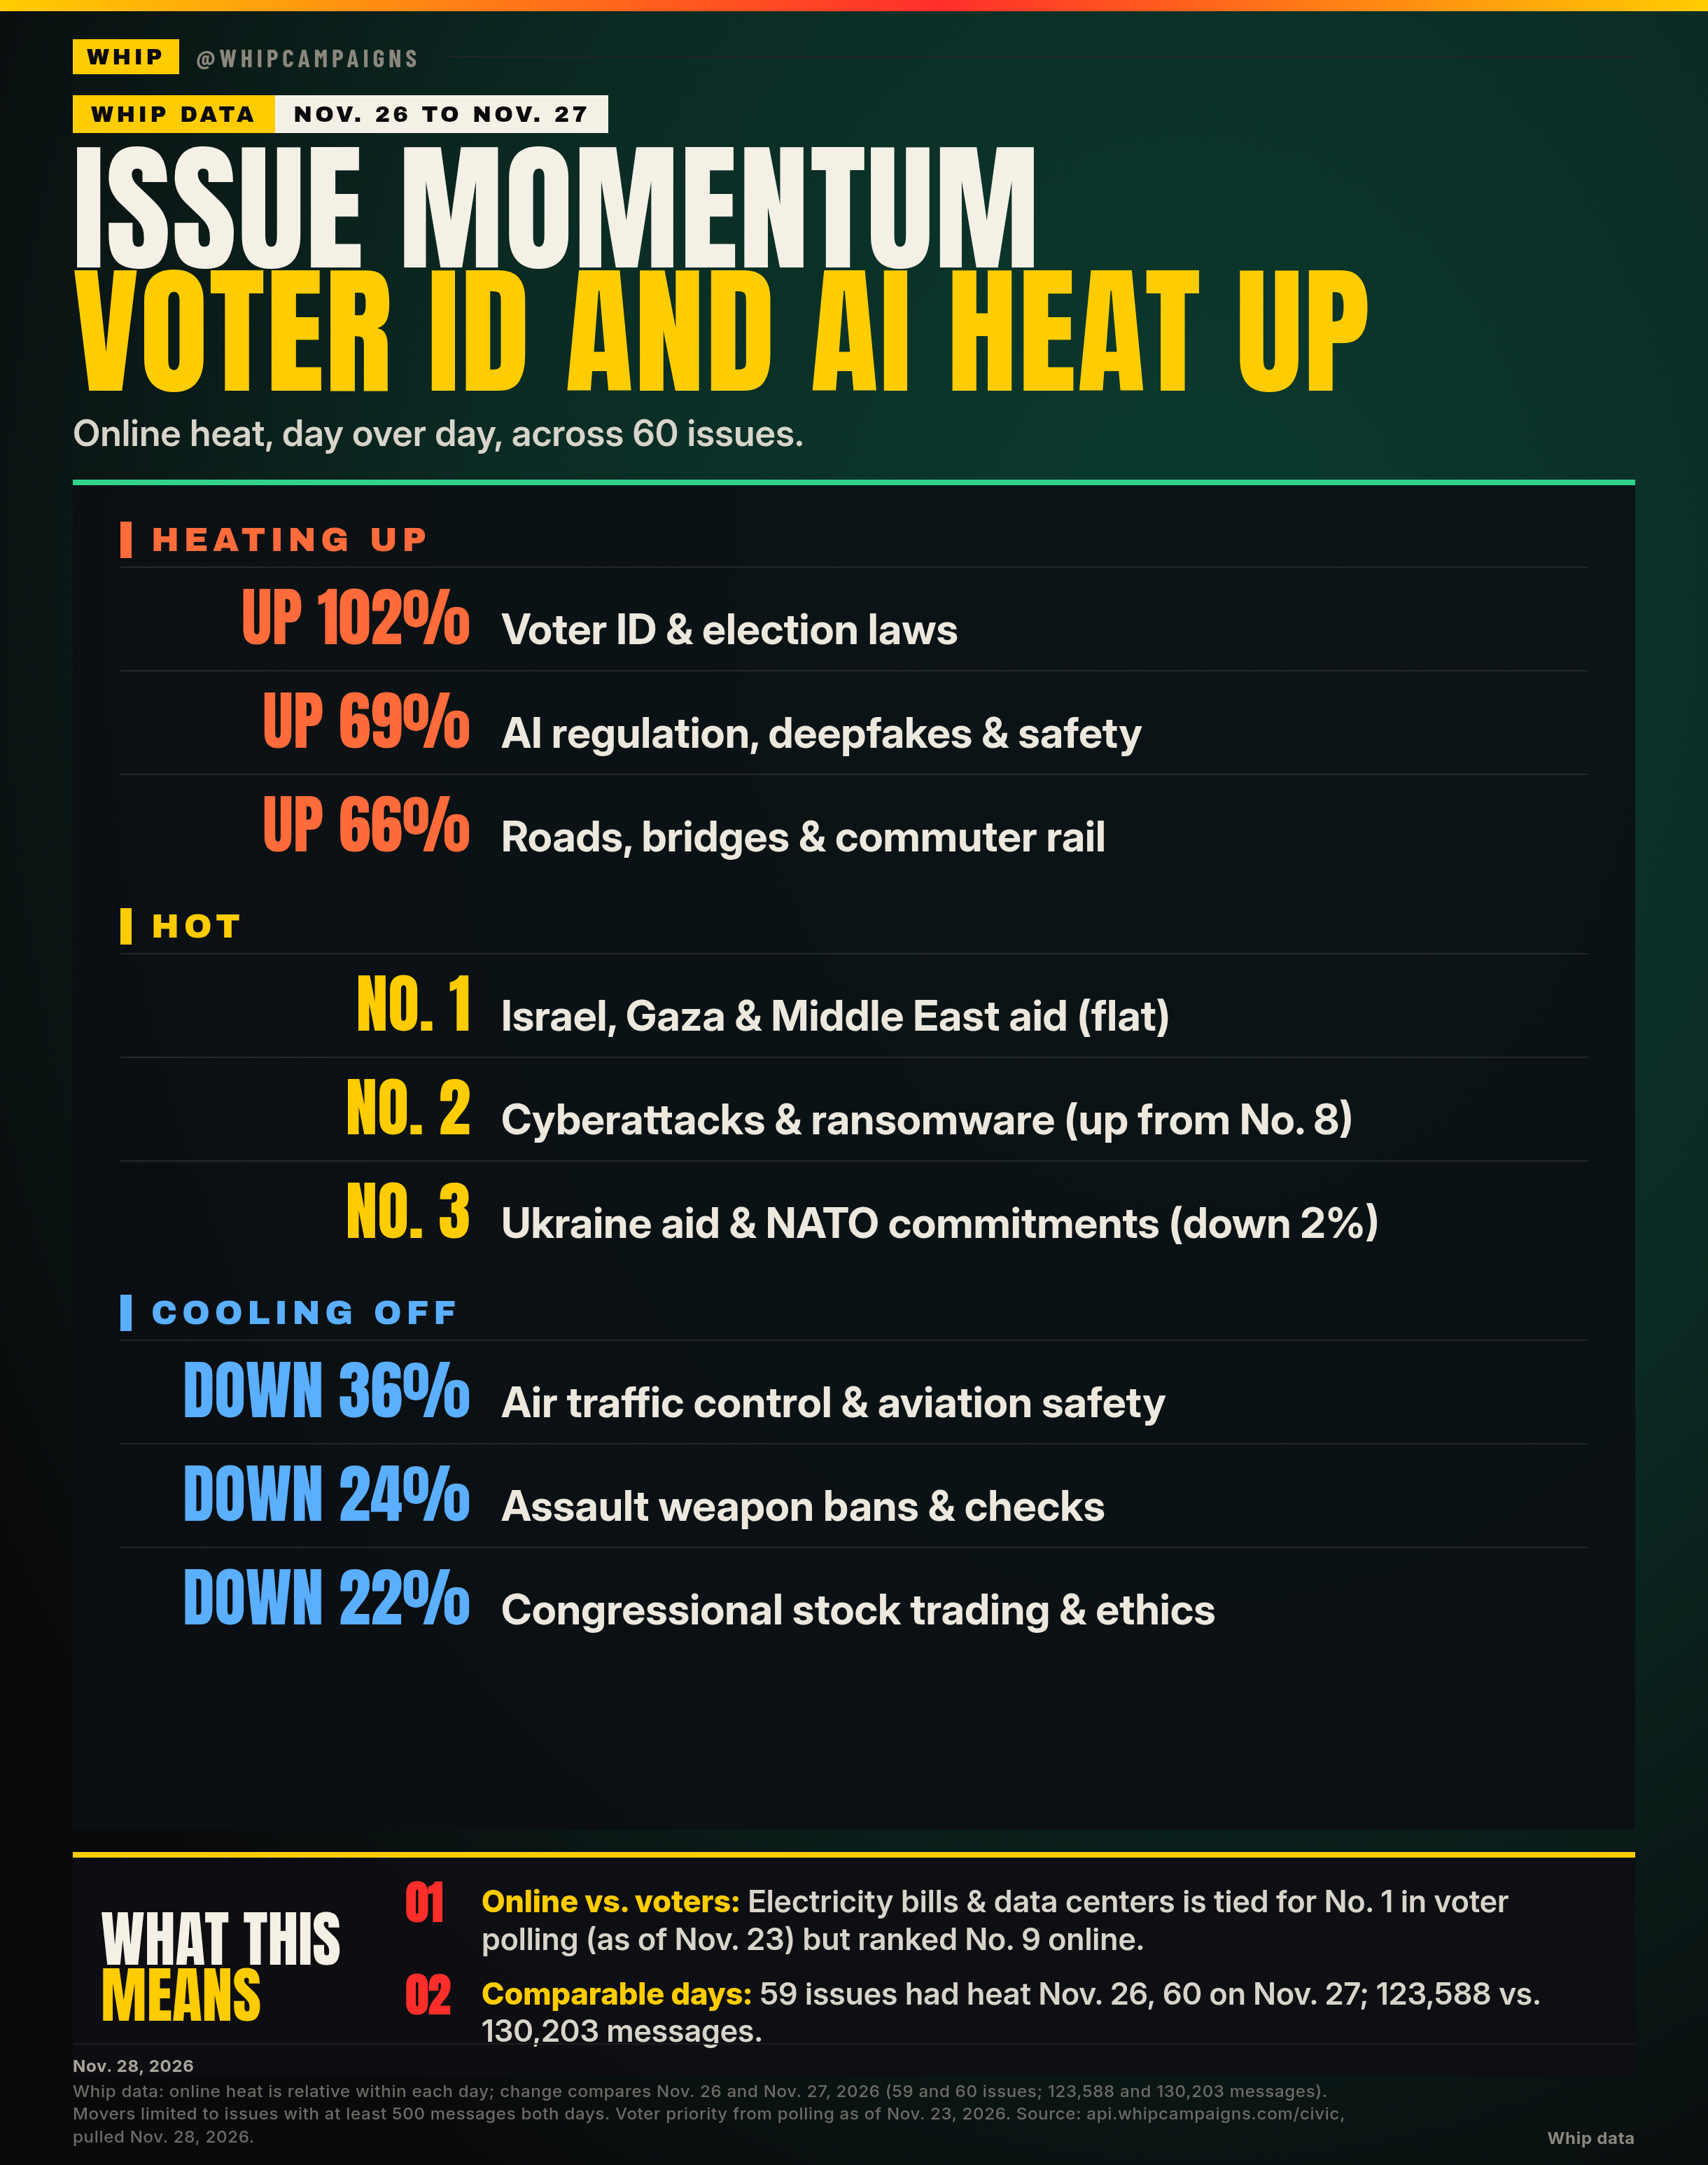 WHIP @WHIPCAMPAIGNS
WHIP DATA NOV. 26 TO NOV. 27
ISSUE MOMENTUM
VOTER ID AND AI HEAT UP
Online heat, day over day, across 60 issues.
HEATING UP
UP 102% Voter ID & election laws
UP 69% AI regulation, deepfakes & safety
UP 66% Roads, bridges & commuter rail
HOT
NO. 1 Israel, Gaza & Middle East aid (flat)
NO. 2 Cyberattacks & ransomware (up from No. 8)
NO. 3 Ukraine aid & NATO commitments (down 2%)
COOLING OFF
DOWN 36% Air traffic control & aviation safety
DOWN 24% Assault weapon bans & checks
DOWN 22% Congressional stock trading & ethics
WHAT THIS
MEANS
01 Online vs. voters: Electricity bills & data centers is tied for No. 1 in voter
polling (as of Nov. 23) but ranked No. 9 online.
02 Comparable days: 59 issues had heat Nov. 26, 60 on Nov. 27; 123,588 vs.
130,203 messages.
Nov. 28, 2026
Whip data: online heat is relative within each day; change compares Nov. 26 and Nov. 27, 2026 (59 and 60 issues; 123,588 and 130,203 messages).
Movers limited to issues with at least 500 messages both days. Voter priority from polling as of Nov. 23, 2026. Source: api.whipcampaigns.com/civic,
pulled Nov. 28, 2026.
Whip data